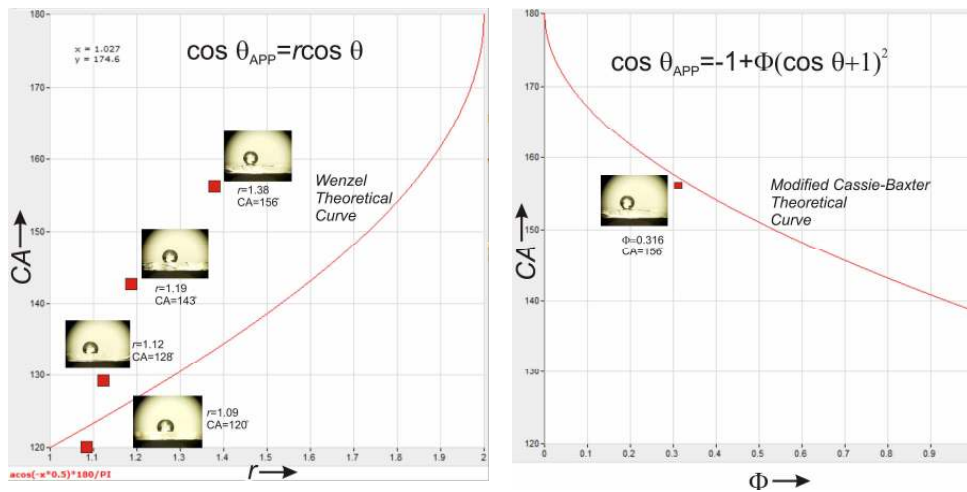 180
170
160
150
140
130
120
x = 1.027
y = 174.6
cos θAPP=rcos θ
Wenzel
Theoretical
Curve
r=1.38
CA=156°
r=1.19
CA=143°
r=1.12
CA=128°
r=1.09
CA=120°
CA
1 1.1 1.2 1.3 1.4 1.5 1.6 1.7 1.8 1.9 2
acos(-x*0.5)*180/PI
r
180
170
160
150
140
130
120
cos θAPP=-1+Φ(cos θ+1)²
Modified Cassie-Baxter
Theoretical
Curve
Φ=0.316
CA=156°
CA
0 0.1 0.2 0.3 0.4 0.5 0.6 0.7 0.8 0.9
Φ